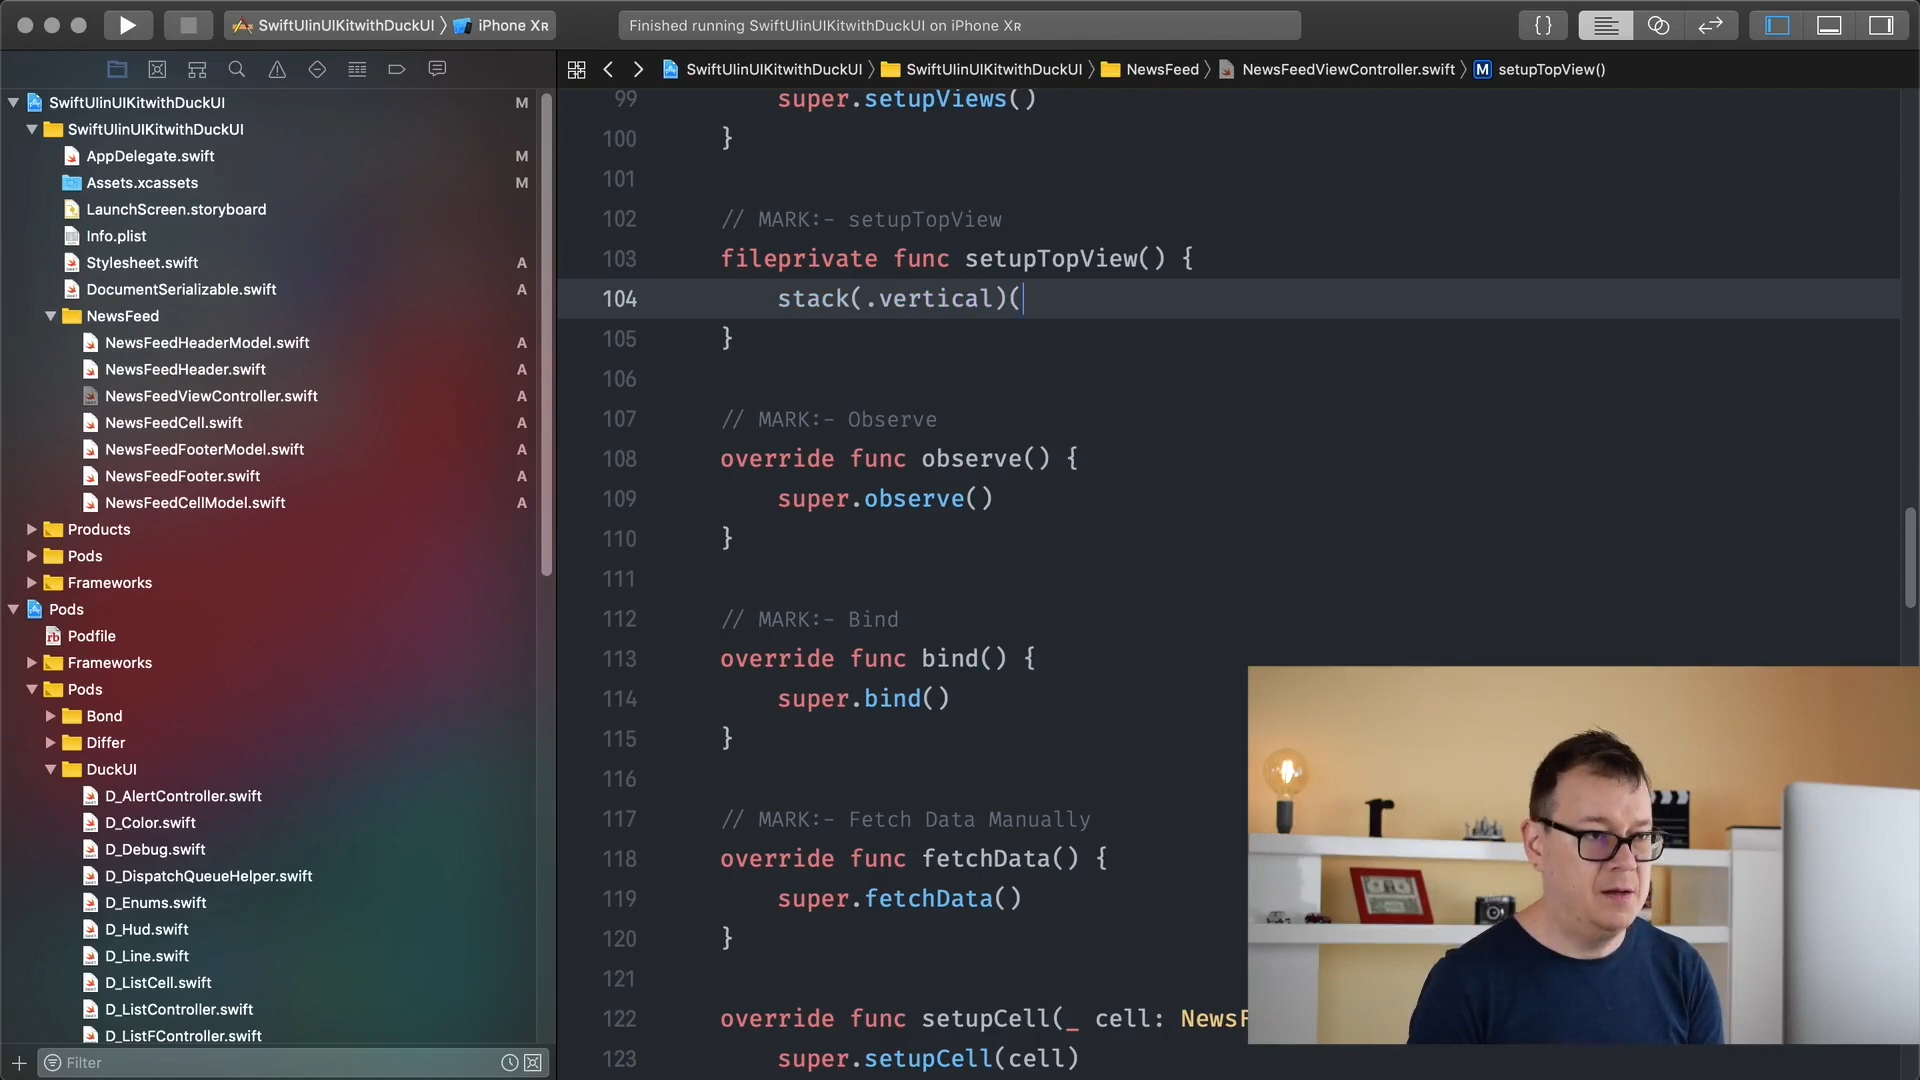 SwiftUIinUIKitwithDuckUI
iPhone XR
Finished running SwiftUIinUIKitwithDuckUI on iPhone XR
{}
SwiftUIinUIKitwithDuckUI
SwiftUIinUIKitwithDuckUI
NewsFeed
NewsFeedViewController.swift
M
setupTopView()
SwiftUIinUIKitwithDuckUI M
SwiftUIinUIKitwithDuckUI
AppDelegate.swift M
Assets.xcassets M
LaunchScreen.storyboard
Info.plist
Stylesheet.swift A
DocumentSerializable.swift A
NewsFeed
NewsFeedHeaderModel.swift A
NewsFeedHeader.swift A
NewsFeedViewController.swift A
NewsFeedCell.swift A
NewsFeedFooterModel.swift A
NewsFeedFooter.swift A
NewsFeedCellModel.swift A
Products
Pods
Frameworks
Pods
rb Podfile
Frameworks
Pods
Bond
Differ
DuckUI
D_AlertController.swift
D_Color.swift
D_Debug.swift
D_DispatchQueueHelper.swift
D_Enums.swift
D_Hud.swift
D_Line.swift
D_ListCell.swift
D_ListController.swift
D_ListFController.swift
Filter
99 super.setupViews()
100 }
101
102 // MARK:- setupTopView
103 fileprivate func setupTopView() {
104 stack(.vertical)(
105 }
106
107 // MARK:- Observe
108 override func observe() {
109 super.observe()
110 }
111
112 // MARK:- Bind
113 override func bind() {
114 super.bind()
115 }
116
117 // MARK:- Fetch Data Manually
118 override func fetchData() {
119 super.fetchData()
120 }
121
122 override func setupCell(_ cell: NewsF
123 super.setupCell(cell)